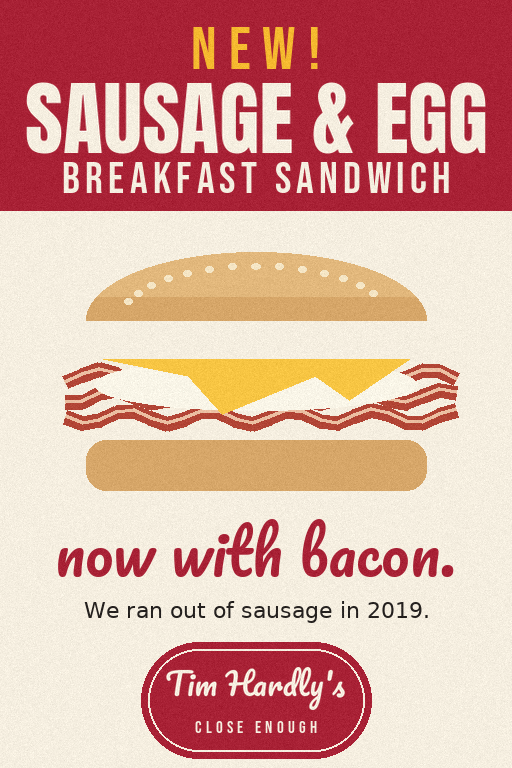 NEW!
SAUSAGE & EGG
BREAKFAST SANDWICH
now with bacon.
We ran out of sausage in 2019.
Tim Hardly's
CLOSE ENOUGH